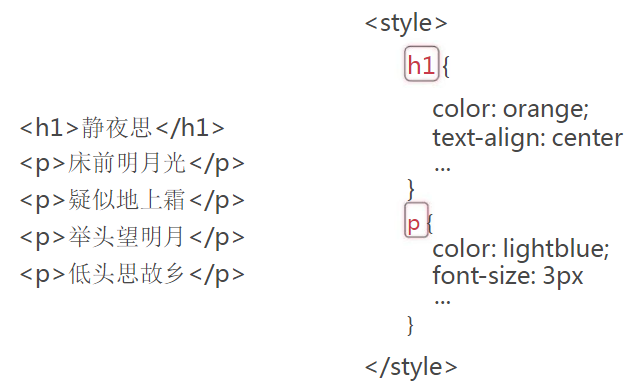 <h1>静夜思</h1>
<p>床前明月光</p>
<p>疑似地上霜</p>
<p>举头望明月</p>
<p>低头思故乡</p>
<style>
h1{
color: orange;
text-align: center
...
}
p{
color: lightblue;
font-size: 3px
...
}
</style>